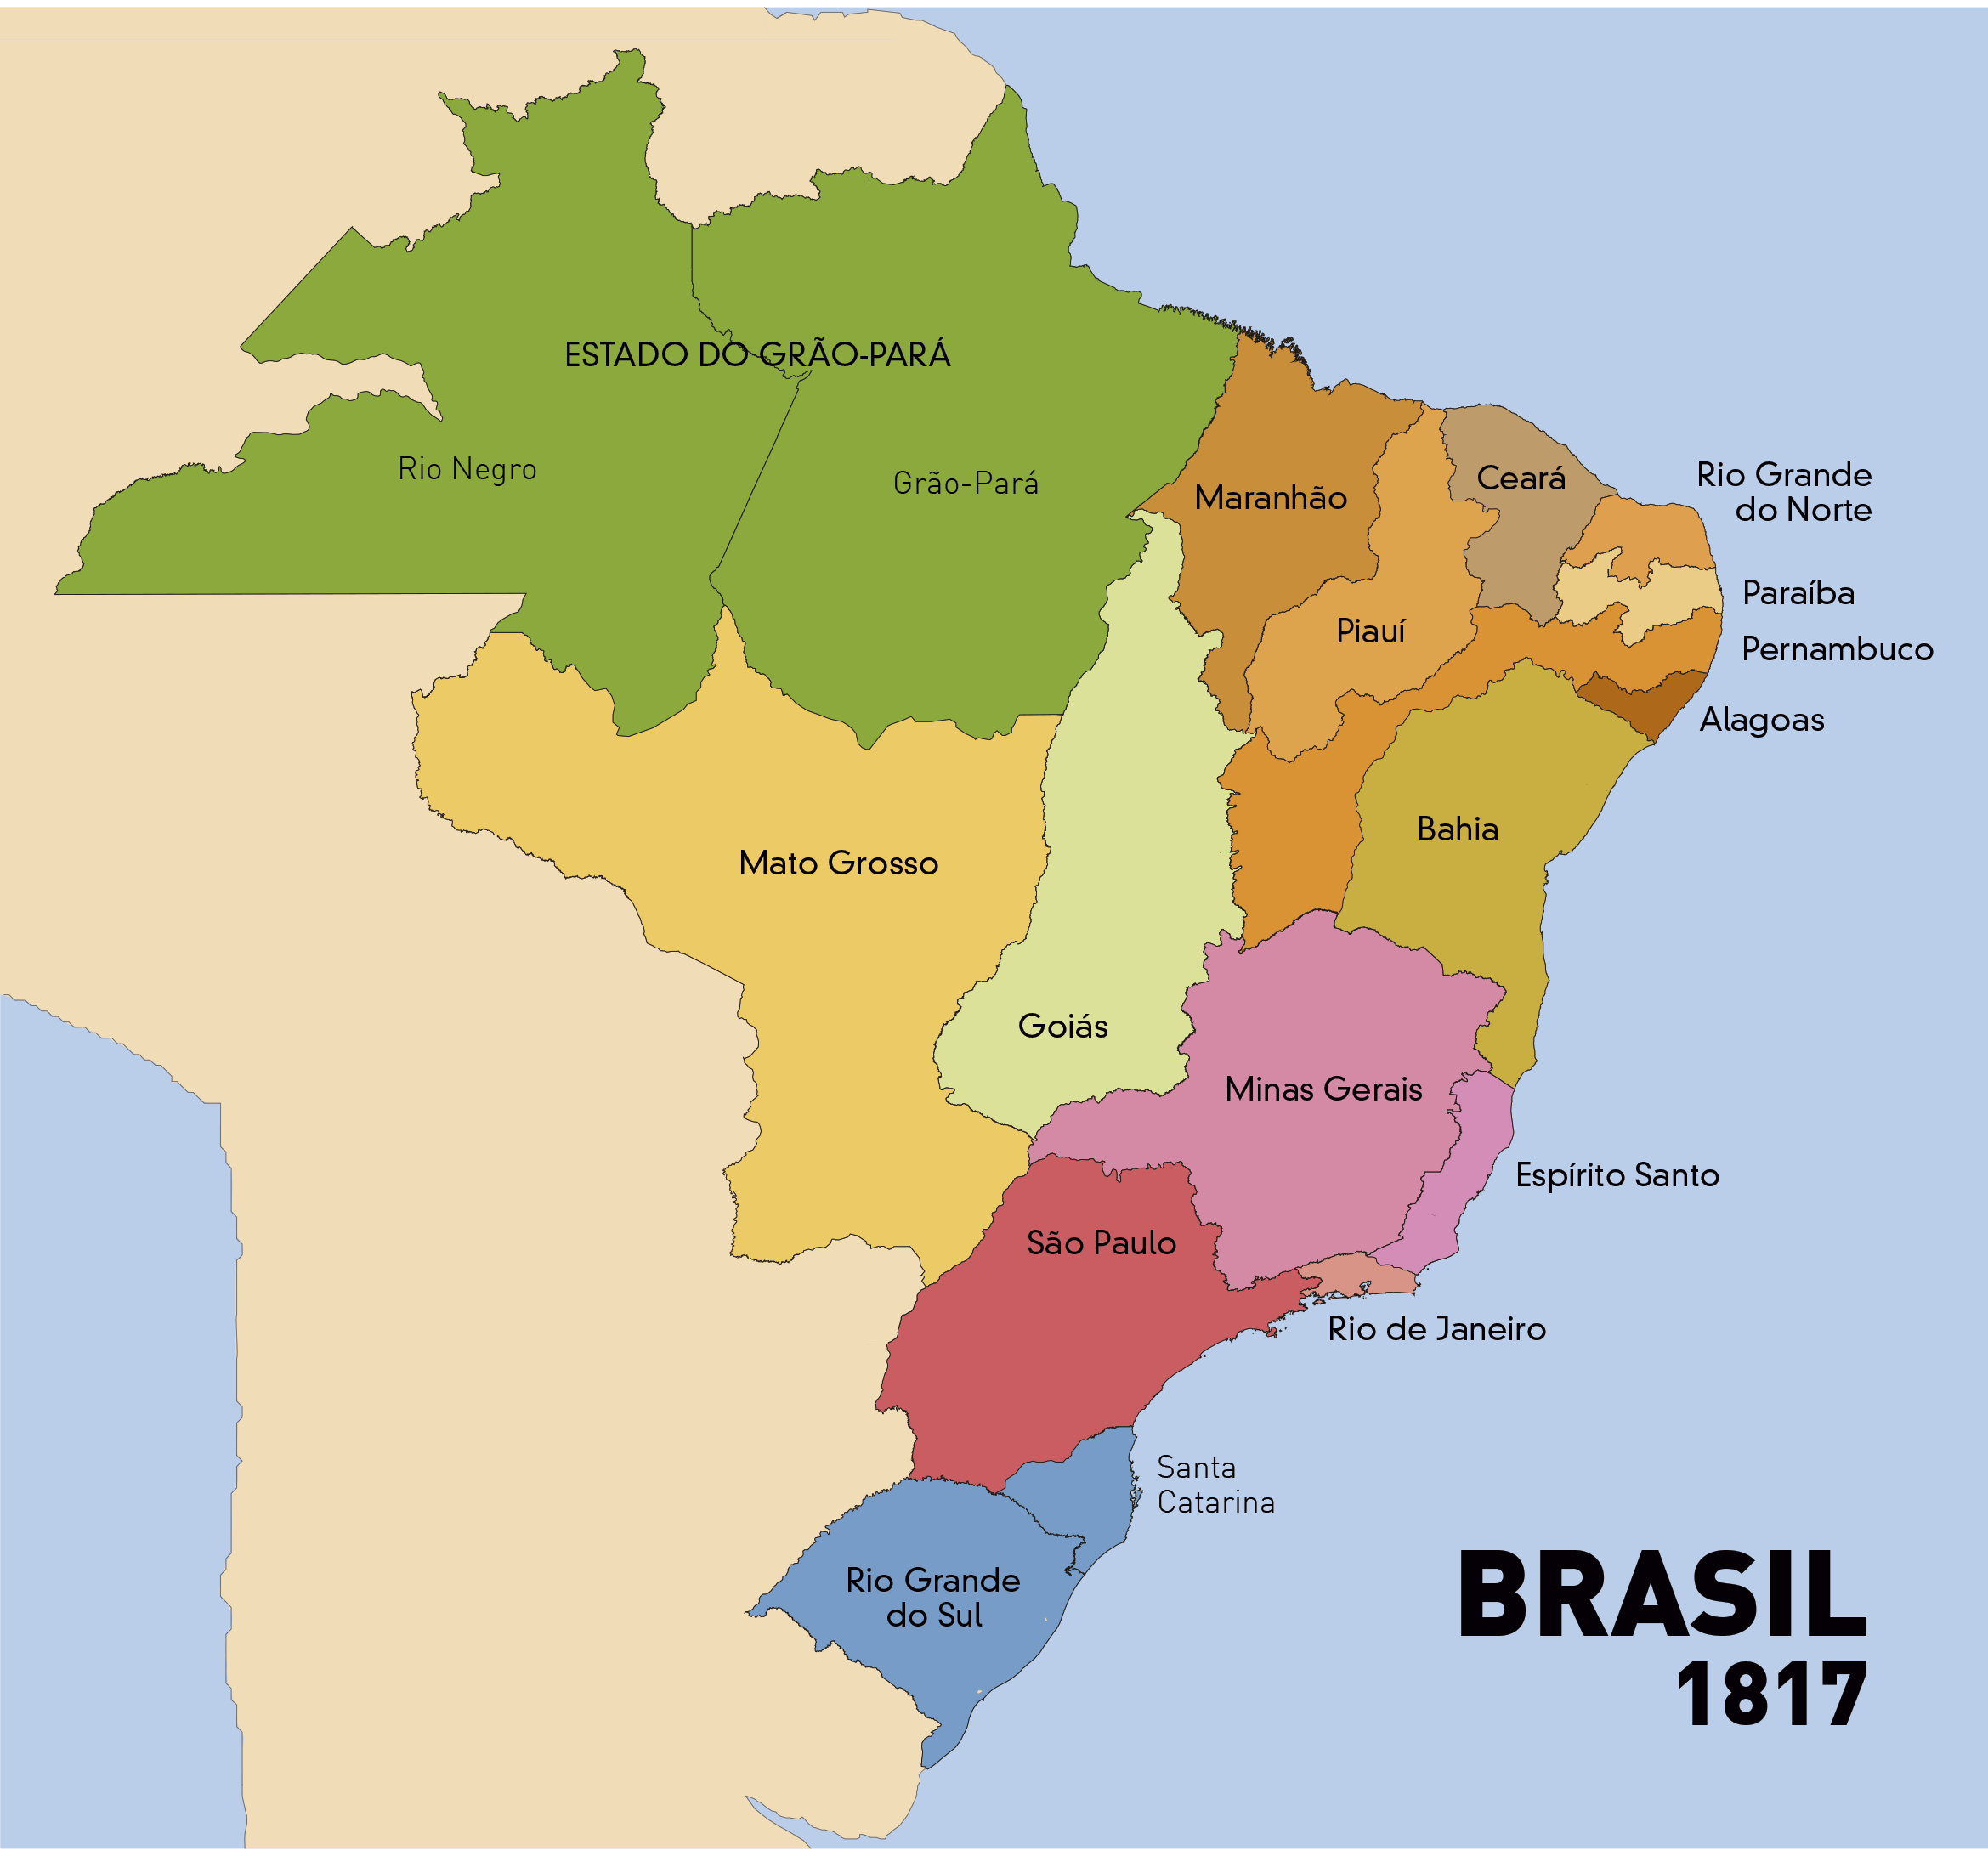 ESTADO DO GRÃO-PARÁ
Rio Negro
Grão-Pará
Maranhão
Ceará
Rio Grande
do Norte
Paraíba
Piauí
Pernambuco
Alagoas
Bahia
Mato Grosso
Goiás
Minas Gerais
Espírito Santo
São Paulo
Rio de Janeiro
Santa
Catarina
Rio Grande
do Sul
BRASIL
1817